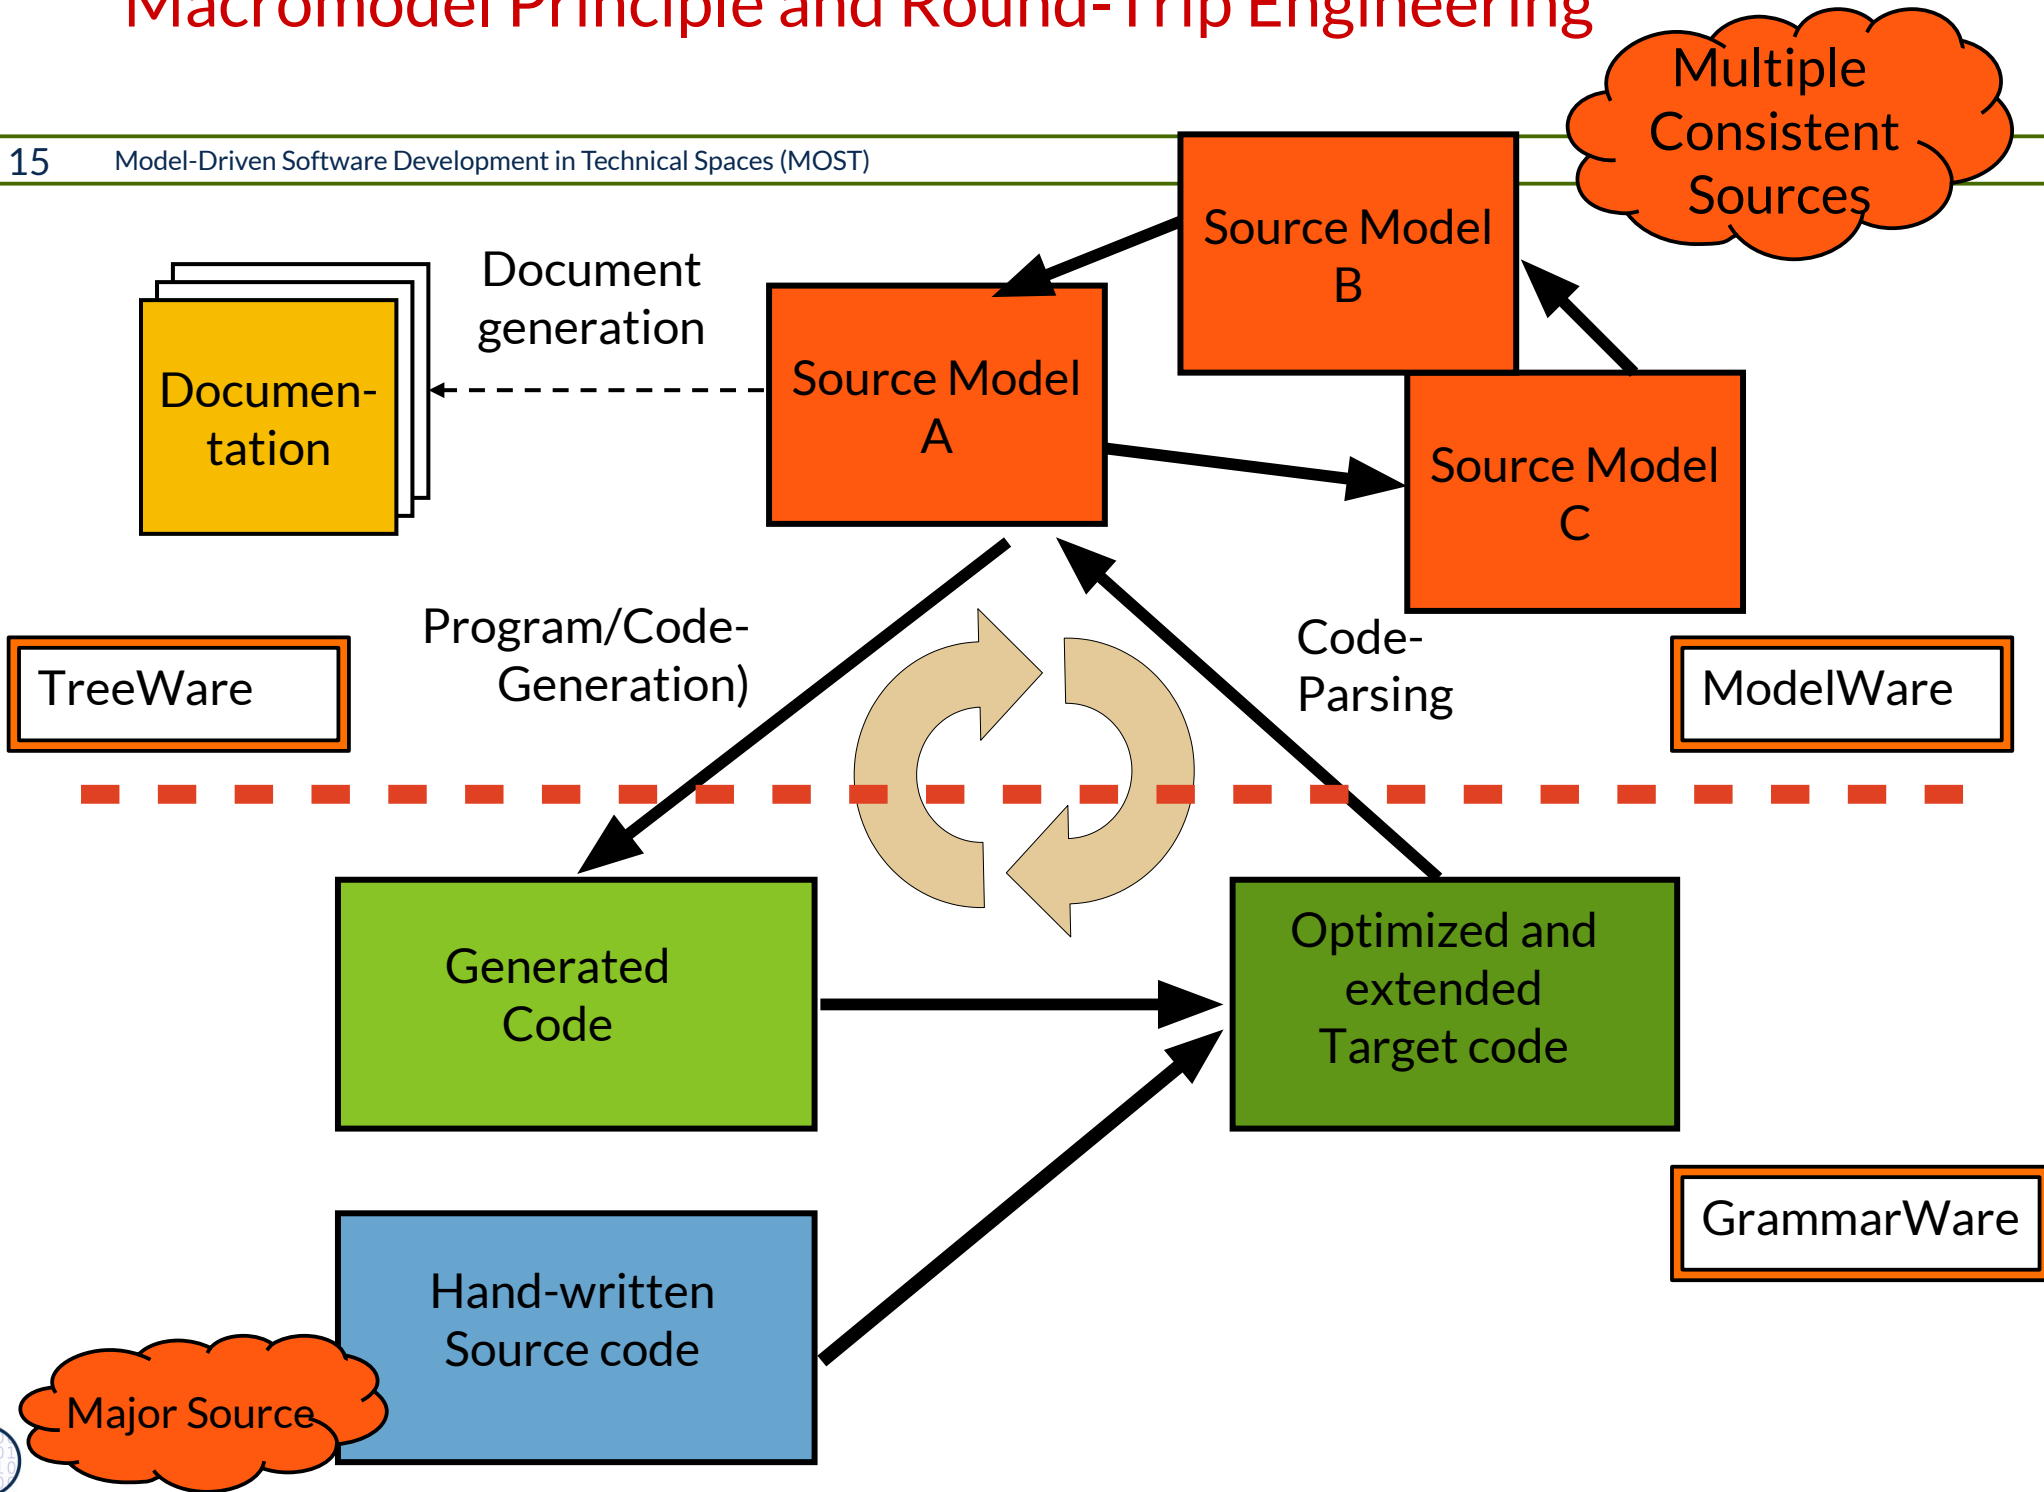 Macromodel Principle and Round-Trip Engineering
Multiple
Consistent
Sources
15
Model-Driven Software Development in Technical Spaces (MOST)
Source Model
B
Document
generation
Source Model
A
Documen-
tation
Source Model
C
Program/Code-
Generation)
Code-
Parsing
TreeWare
ModelWare
Generated
Code
Optimized and
extended
Target code
GrammarWare
Hand-written
Source code
Major Source